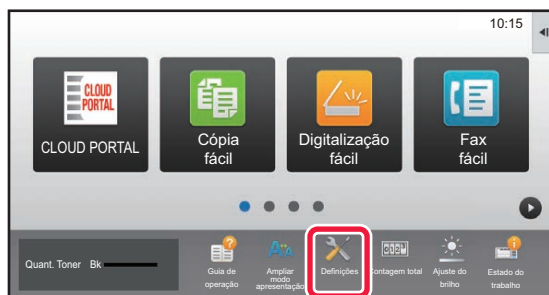 10:15
CLOUD
PORTAL
CLOUD PORTAL
Cópia
fácil
Digitalização
fácil
Fax
fácil
Quant. Toner Bk
Guia de
operação
Ampliar
modo
apresentação
Definições
Contagem total
Ajuste do
brilho
Estado do
trabalho